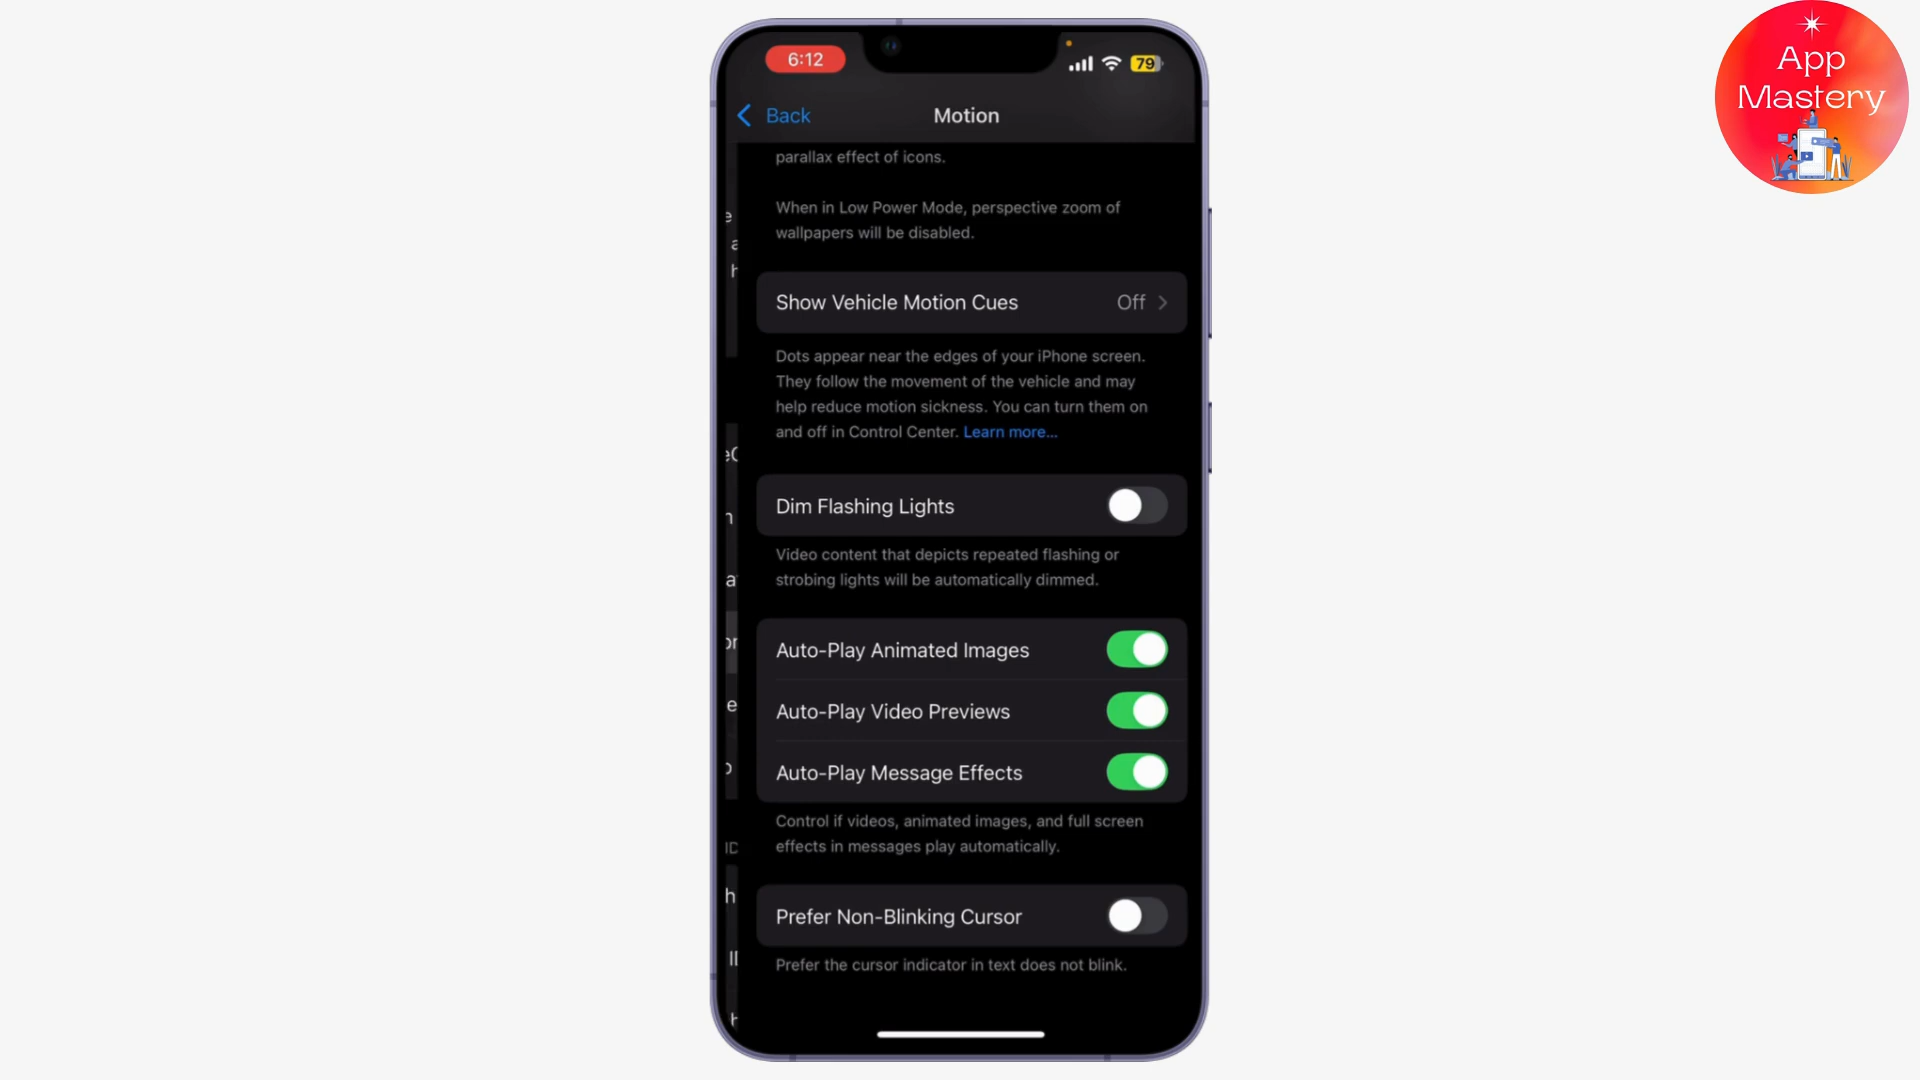 App
Mastery
6:12
79
Back
Motion
parallax effect of icons.
When in Low Power Mode, perspective zoom of
wallpapers will be disabled.
Show Vehicle Motion Cues
Off
Dots appear near the edges of your iPhone screen.
They follow the movement of the vehicle and may
help reduce motion sickness. You can turn them on
and off in Control Center. Learn more...
Dim Flashing Lights
Video content that depicts repeated flashing or
strobing lights will be automatically dimmed.
Auto-Play Animated Images
Auto-Play Video Previews
Auto-Play Message Effects
Control if videos, animated images, and full screen
effects in messages play automatically.
Prefer Non-Blinking Cursor
Prefer the cursor indicator in text does not blink.